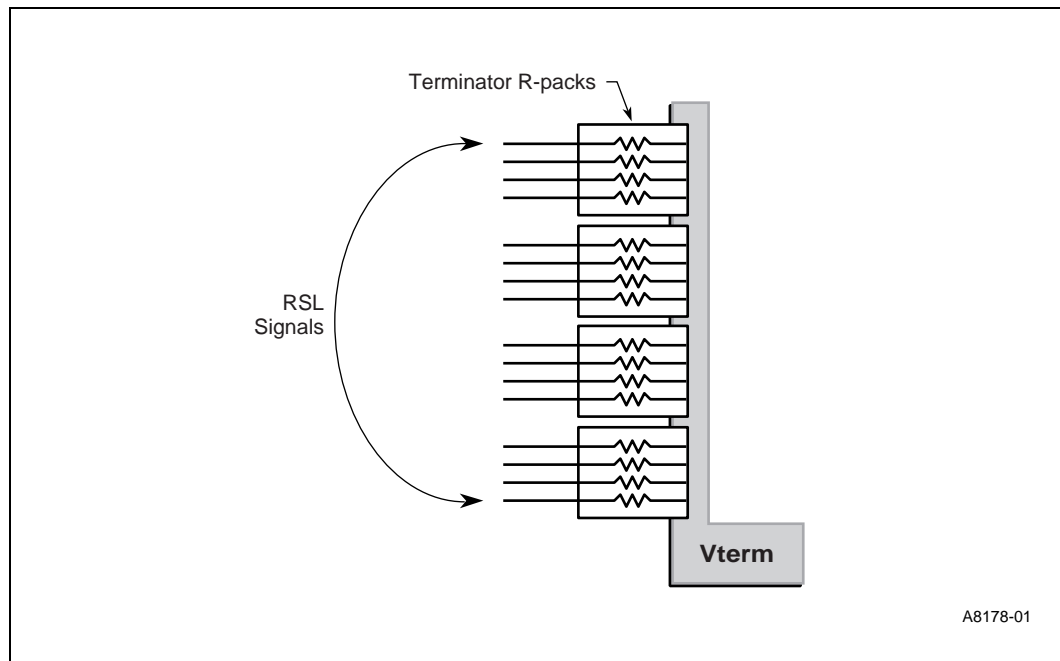 Terminator R-packs
RSL
Signals
Vterm
A8178-01